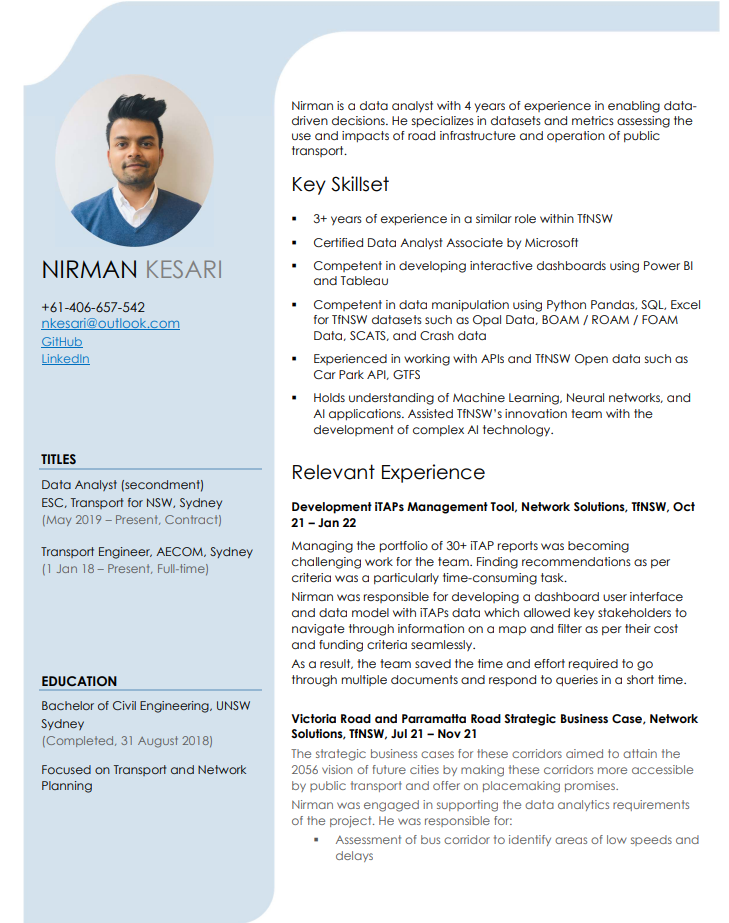 NIRMAN KESARI
+61-406-657-542
nkesari@outlook.com
GitHub
LinkedIn
TITLES
Data Analyst (secondment)
ESC, Transport for NSW, Sydney
(May 2019 – Present, Contract)
Transport Engineer, AECOM, Sydney
(1 Jan 18 – Present, Full-time)
EDUCATION
Bachelor of Civil Engineering, UNSW
Sydney
(Completed, 31 August 2018)
Focused on Transport and Network
Planning
Nirman is a data analyst with 4 years of experience in enabling data-
driven decisions. He specializes in datasets and metrics assessing the
use and impacts of road infrastructure and operation of public
transport.
Key Skillset
▪ 3+ years of experience in a similar role within TfNSW
▪ Certified Data Analyst Associate by Microsoft
▪ Competent in developing interactive dashboards using Power BI
and Tableau
▪ Competent in data manipulation using Python Pandas, SQL, Excel
for TfNSW datasets such as Opal Data, BOAM / ROAM / FOAM
Data, SCATS, and Crash data
▪ Experienced in working with APIs and TfNSW Open data such as
Car Park API, GTFS
▪ Holds understanding of Machine Learning, Neural networks, and
AI applications. Assisted TfNSW's innovation team with the
development of complex AI technology.
Relevant Experience
Development iTAPs Management Tool, Network Solutions, TfNSW, Oct
21 – Jan 22
Managing the portfolio of 30+ iTAP reports was becoming
challenging work for the team. Finding recommendations as per
criteria was a particularly time-consuming task.
Nirman was responsible for developing a dashboard user interface
and data model with iTAPs data which allowed key stakeholders to
navigate through information on a map and filter as per their cost
and funding criteria seamlessly.
As a result, the team saved the time and effort required to go
through multiple documents and respond to queries in a short time.
Victoria Road and Parramatta Road Strategic Business Case, Network
Solutions, TfNSW, Jul 21 – Nov 21
The strategic business cases for these corridors aimed to attain the
2056 vision of future cities by making these corridors more accessible
by public transport and offer on placemaking promises.
Nirman was engaged in supporting the data analytics requirements
of the project. He was responsible for:
▪ Assessment of bus corridor to identify areas of low speeds and
delays